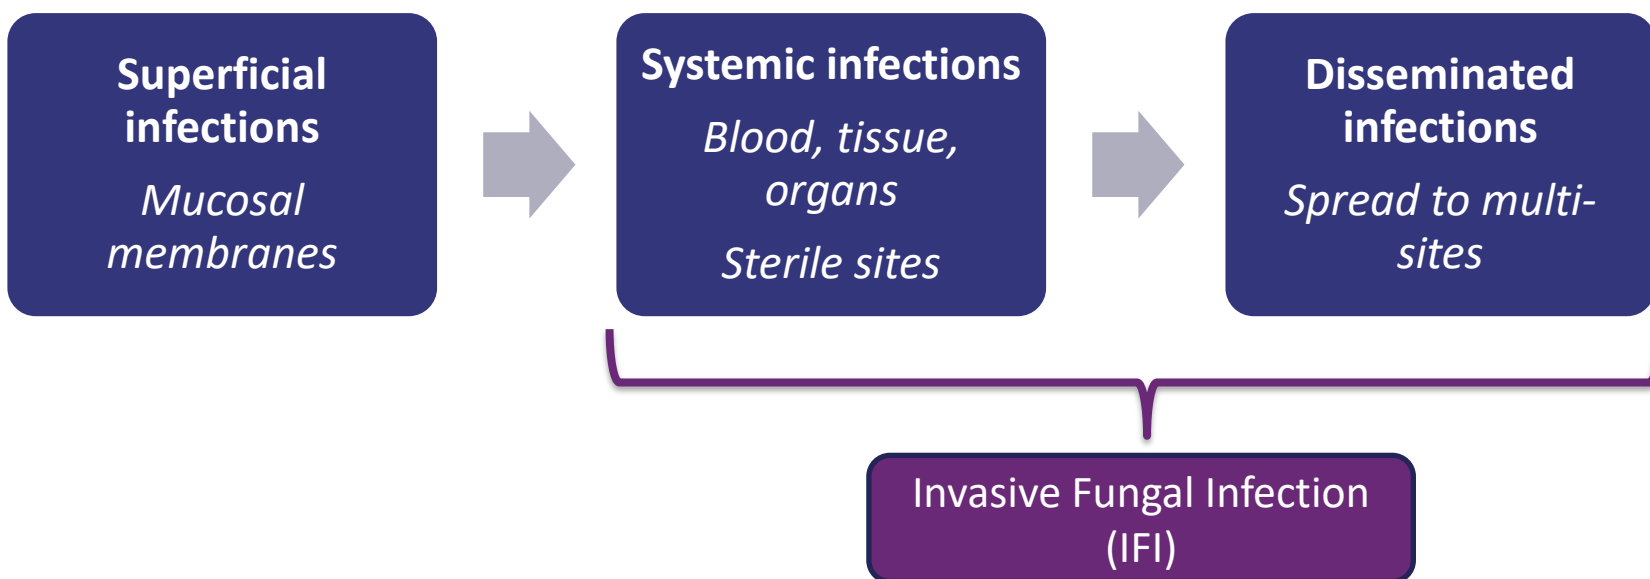 Superficial
infections
Mucosal
membranes
Systemic infections
Blood, tissue,
organs
Sterile sites
Disseminated
infections
Spread to multi-
sites
Invasive Fungal Infection
(IFI)